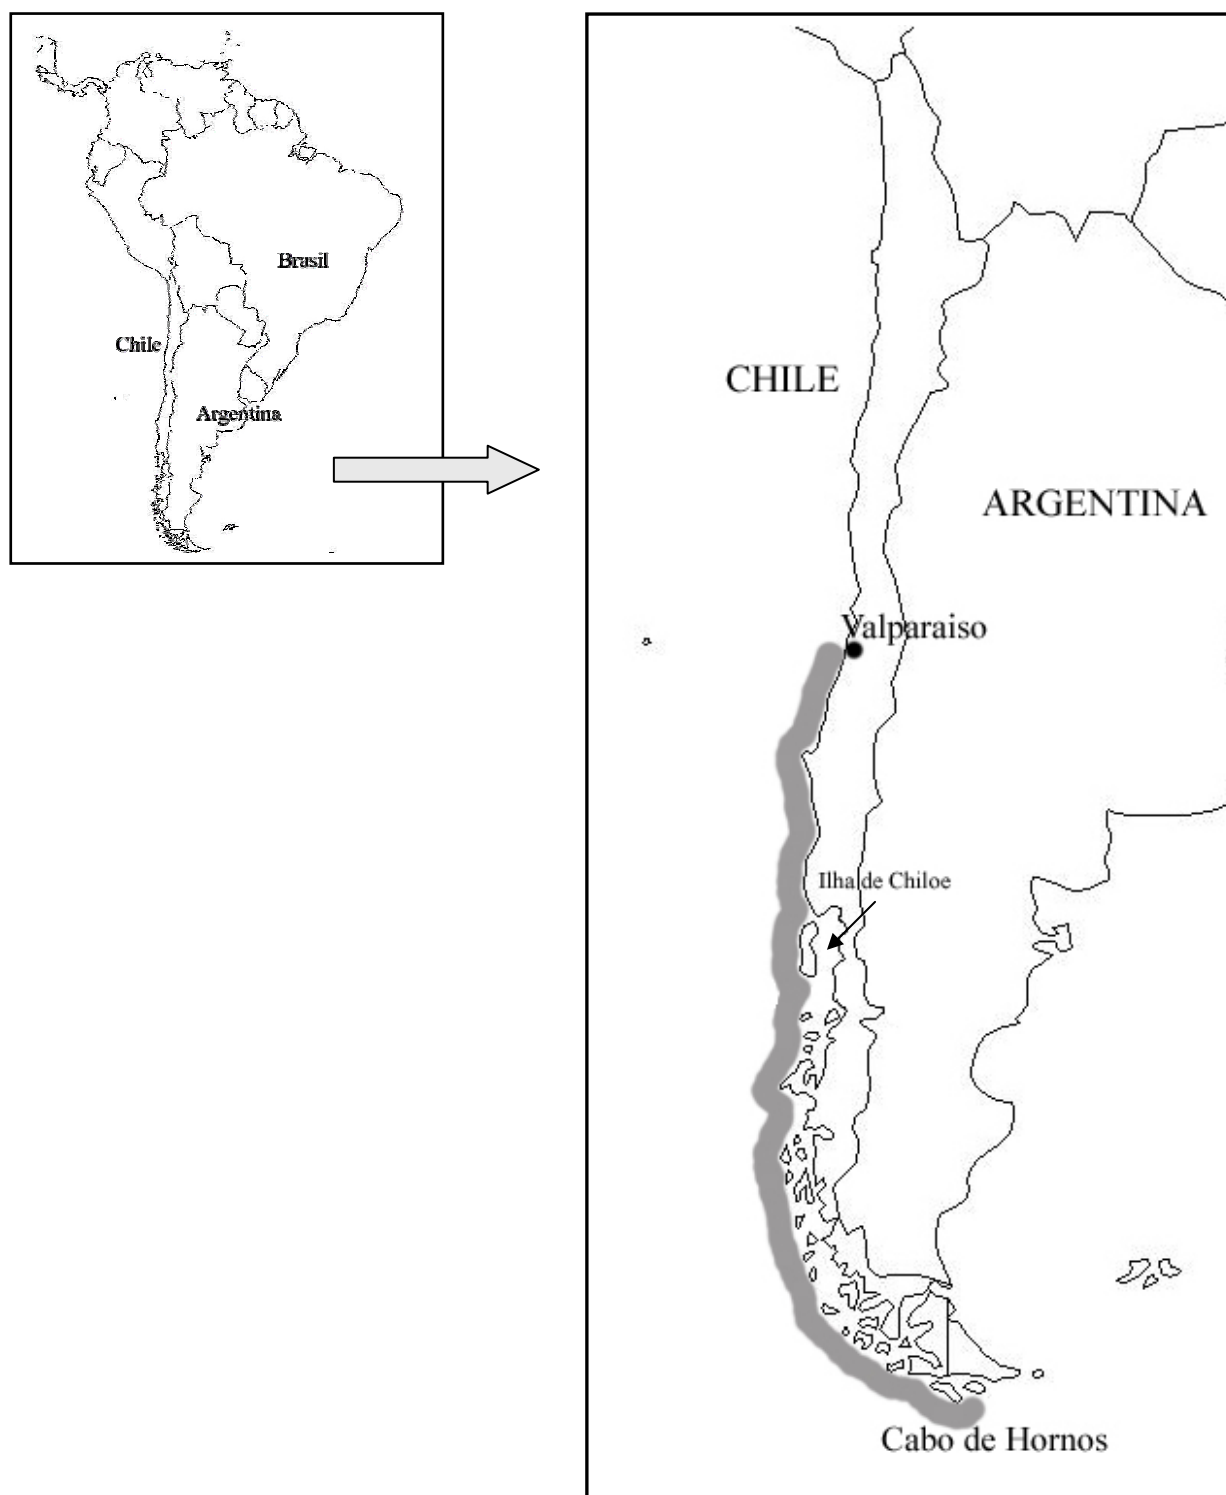 Brasil
Chile
Argentina
CHILE
ARGENTINA
Valparaiso
Ilha de Chiloe
Cabo de Hornos